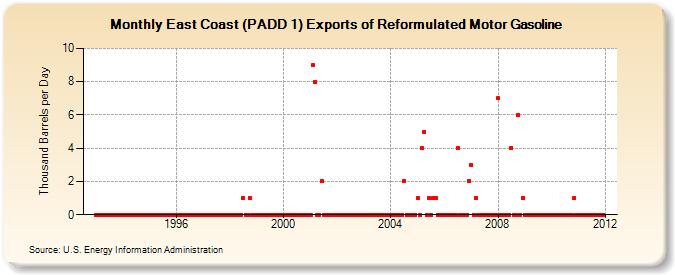 Monthly East Coast (PADD 1) Exports of Reformulated Motor Gasoline
Thousand Barrels per Day
10
8
6
4
2
0
1996 2000 2004 2008 2012
Source: U.S. Energy Information Administration